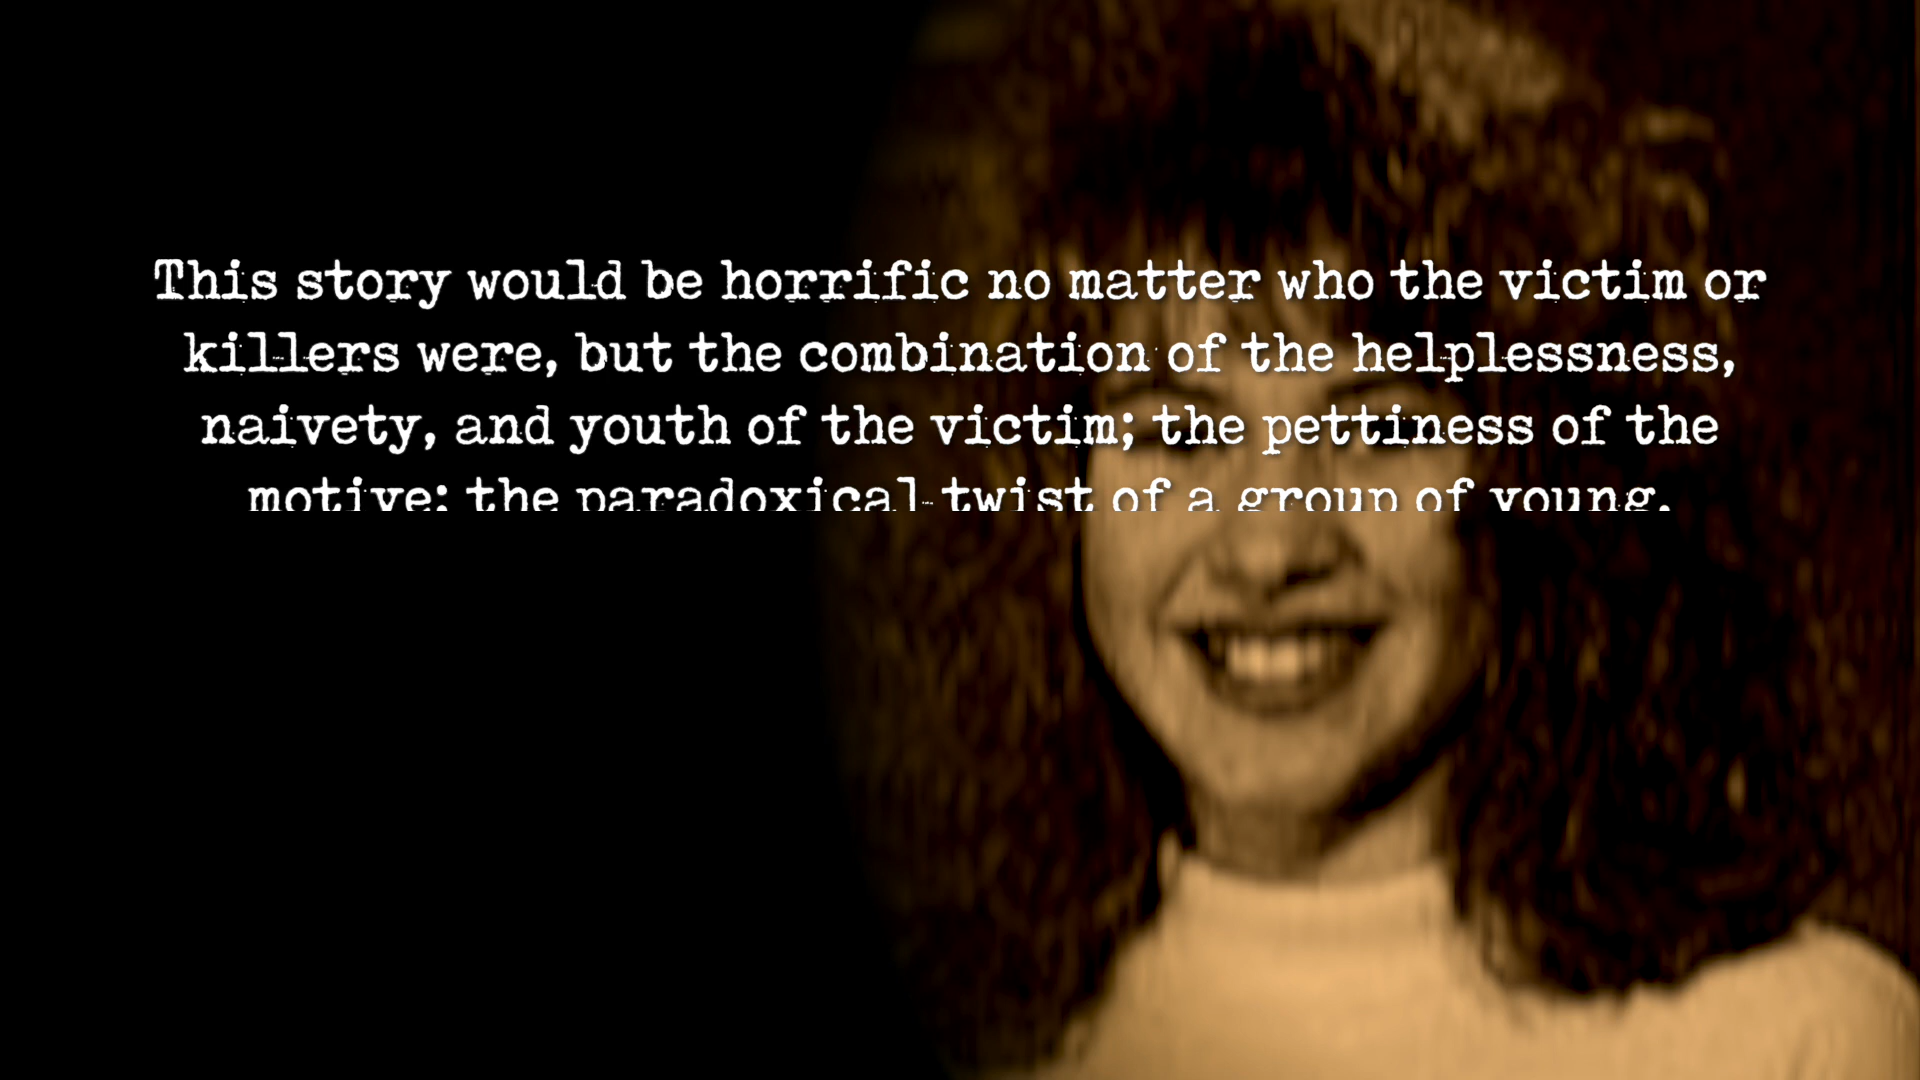 This story would be horrific no matter who the victim or
killers were, but the combination of the helplessness,
naivety, and youth of the victim; the pettiness of the
motive; the paradoxical twist of a group of young,